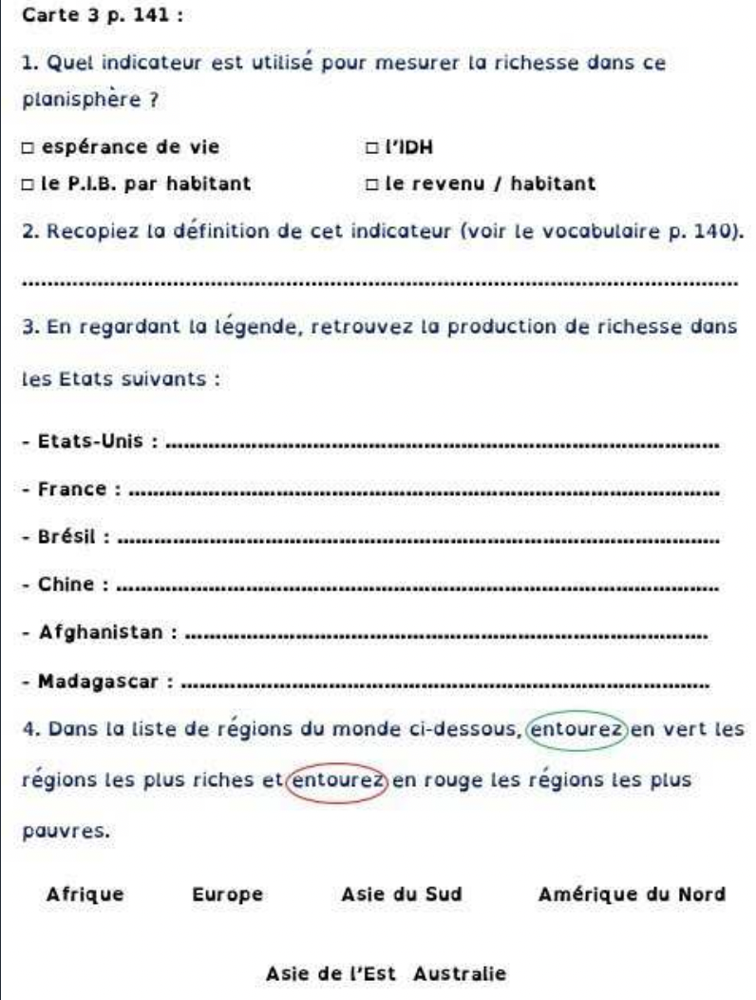 Carte 3 p. 141 :
1. Quel indicateur est utilisé pour mesurer la richesse dans ce
planisphère ?
□ espérance de vie □ l'IDH
□ le P.I.B. par habitant □ le revenu / habitant
2. Recopiez la définition de cet indicateur (voir le vocabulaire p. 140).
....................................................................................................................
3. En regardant la légende, retrouvez la production de richesse dans
les Etats suivants :
- Etats-Unis : ..........................................................................................
- France : ................................................................................................
- Brésil : ..................................................................................................
- Chine : ..................................................................................................
- Afghanistan : .....................................................................................
- Madagascar : ......................................................................................
4. Dans la liste de régions du monde ci-dessous, entourez en vert les
régions les plus riches et entourez en rouge les régions les plus
pauvres.
Afrique Europe Asie du Sud Amérique du Nord
Asie de l'Est Australie